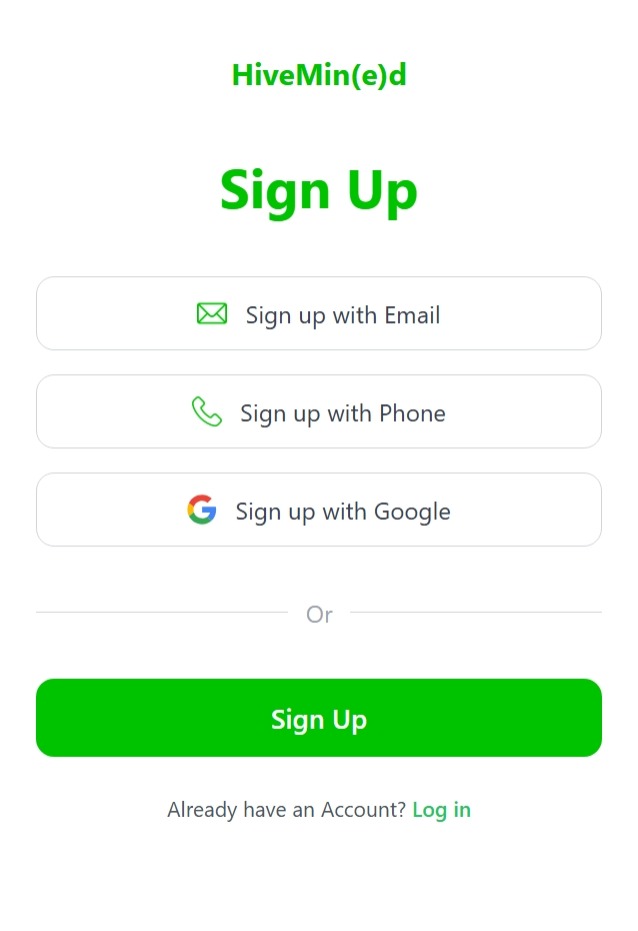 HiveMin(e)d
Sign Up
Sign up with Email
Sign up with Phone
Sign up with Google
Or
Sign Up
Already have an Account? Log in